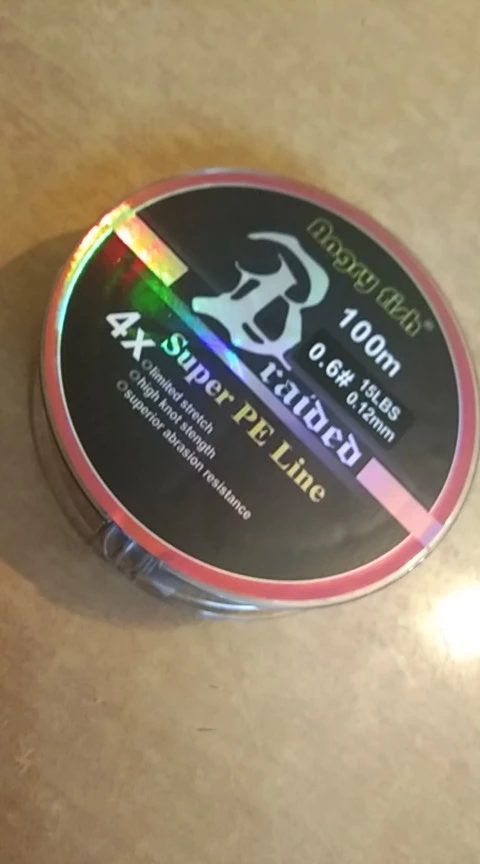 Angry fish®
100m
0.6# 15LBS
0.12mm
Braided
4X Super PE Line
limited stretch
high knot stength
superior abrasion resistance